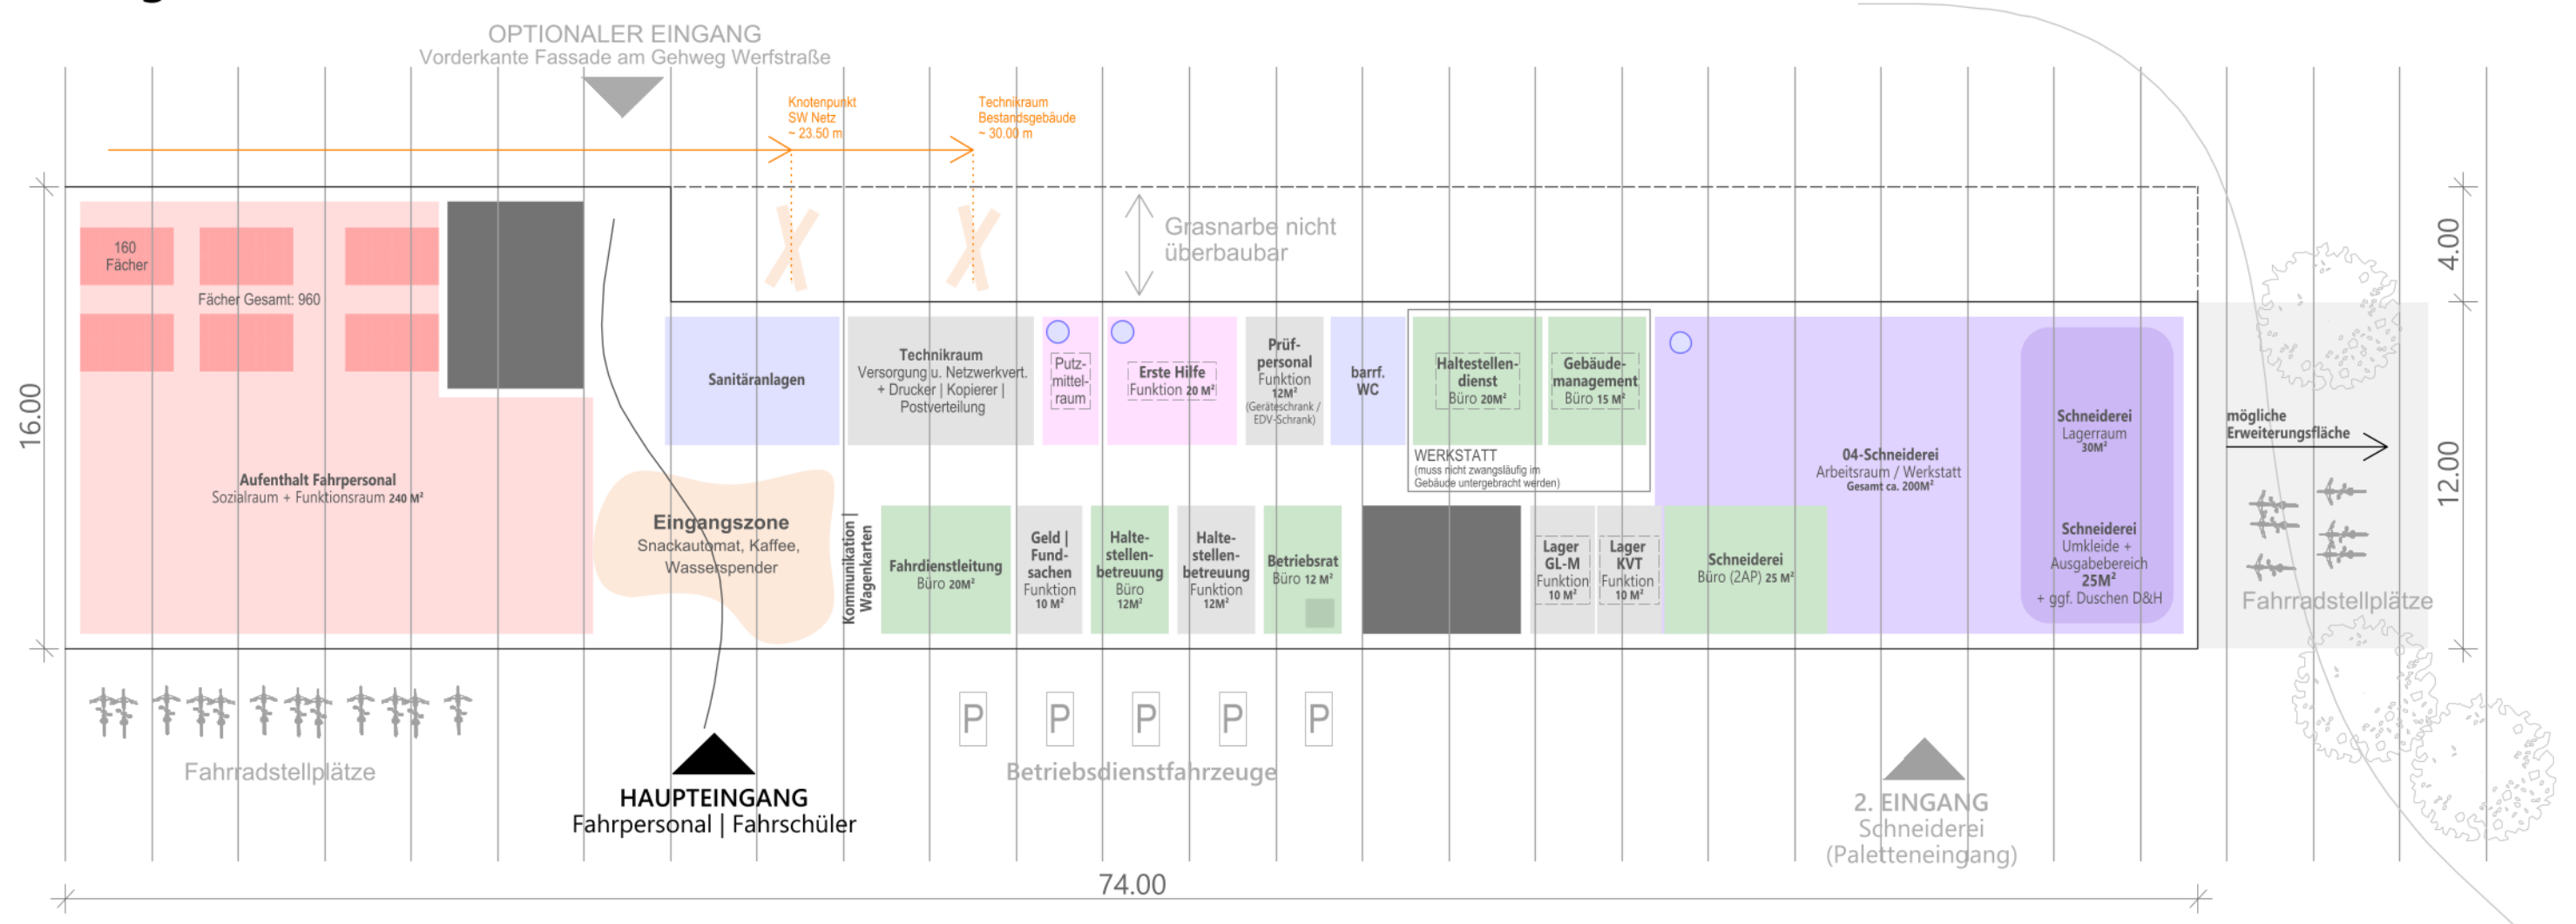 OPTIONALER EINGANG
Vorderkante Fassade am Gehweg Werfstraße
Knotenpunkt
SW Netz
~ 23.50 m
Technikraum
Bestandsgebäude
~ 30.00 m
Grasnarbe nicht
überbaubar
4.00
16.00
12.00
160
Fächer
Fächer Gesamt: 960
Aufenthalt Fahrpersonal
Sozialraum + Funktionsraum 240 M²
Sanitäranlagen
Technikraum
Versorgung u. Netzwerkvert.
+ Drucker | Kopierer |
Postverteilung
Putz-
mittel-
raum
Erste Hilfe
Funktion 20 M²
Prüf-
personal
Funktion
12M²
(Geräteschrank /
EDV-Schrank)
barrf.
WC
Haltestellen-
dienst
Büro 20M²
Gebäude-
management
Büro 15 M²
WERKSTATT
(muss nicht zwangsläufig im
Gebäude untergebracht werden)
04-Schneiderei
Arbeitsraum / Werkstatt
Gesamt ca. 200M²
Schneiderei
Lagerraum
30M²
Schneiderei
Umkleide +
Ausgabebereich
25M²
+ ggf. Duschen D&H
mögliche
Erweiterungsfläche
Fahrradstellplätze
Eingangszone
Snackautomat, Kaffee,
Wasserspender
Kommunikation |
Wagenkarten
Fahrdienstleitung
Büro 20M²
Geld |
Fund-
sachen
Funktion
10 M²
Halte-
stellen-
betreuung
Büro
12M²
Halte-
stellen-
betreuung
Funktion
12M²
Betriebsrat
Büro 12 M²
Lager
GL-M
Funktion
10 M²
Lager
KVT
Funktion
10 M²
Schneiderei
Büro (2AP) 25 M²
Fahrradstellplätze
P
P
P
P
P
Betriebsdienstfahrzeuge
HAUPTEINGANG
Fahrpersonal | Fahrschüler
2. EINGANG
Schneiderei
(Paletteneingang)
74.00